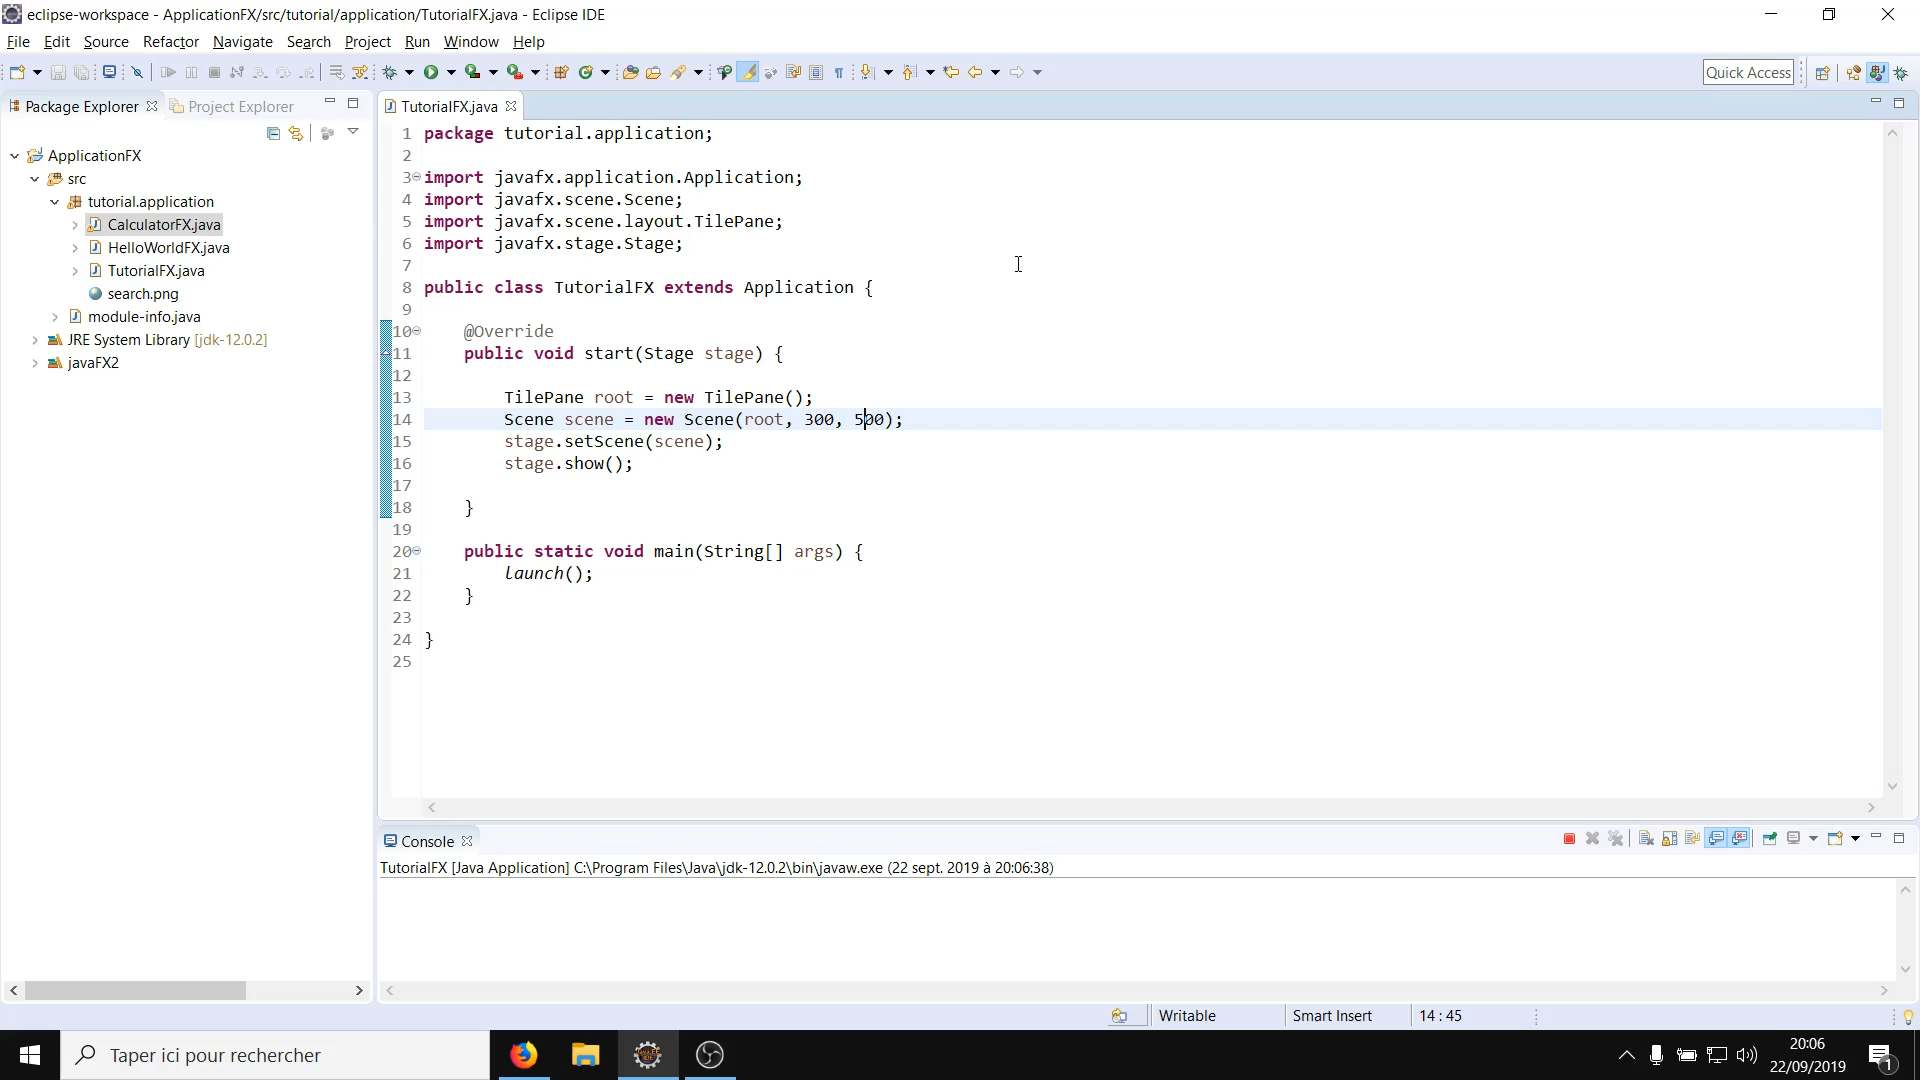 eclipse-workspace - ApplicationFX/src/tutorial/application/TutorialFX.java - Eclipse IDE
File Edit Source Refactor Navigate Search Project Run Window Help
Quick Access
Package Explorer Project Explorer
ApplicationFX
src
tutorial.application
CalculatorFX.java
HelloWorldFX.java
TutorialFX.java
search.png
module-info.java
JRE System Library [jdk-12.0.2]
javaFX2
TutorialFX.java
1 package tutorial.application;
2
3 import javafx.application.Application;
4 import javafx.scene.Scene;
5 import javafx.scene.layout.TilePane;
6 import javafx.stage.Stage;
7
8 public class TutorialFX extends Application {
9
10 @Override
11 public void start(Stage stage) {
12
13 TilePane root = new TilePane();
14 Scene scene = new Scene(root, 300, 500);
15 stage.setScene(scene);
16 stage.show();
17
18 }
19
20 public static void main(String[] args) {
21 launch();
22 }
23
24 }
25
Console
TutorialFX [Java Application] C:\Program Files\Java\jdk-12.0.2\bin\javaw.exe (22 sept. 2019 à 20:06:38)
Writable Smart Insert 14 : 45
Taper ici pour rechercher
20:06
22/09/2019
1